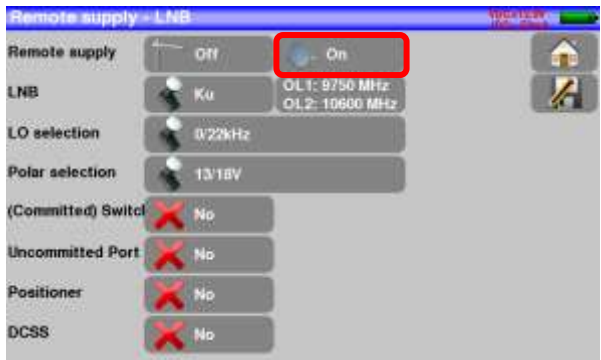 Remote supply - LNB
Remote supply Off On
LNB Ku OL1: 9750 MHz
OL2: 10600 MHz
LO selection 0/22kHz
Polar selection 13/18V
(Committed) Switcl No
Uncommitted Port No
Positioner No
DCSS No